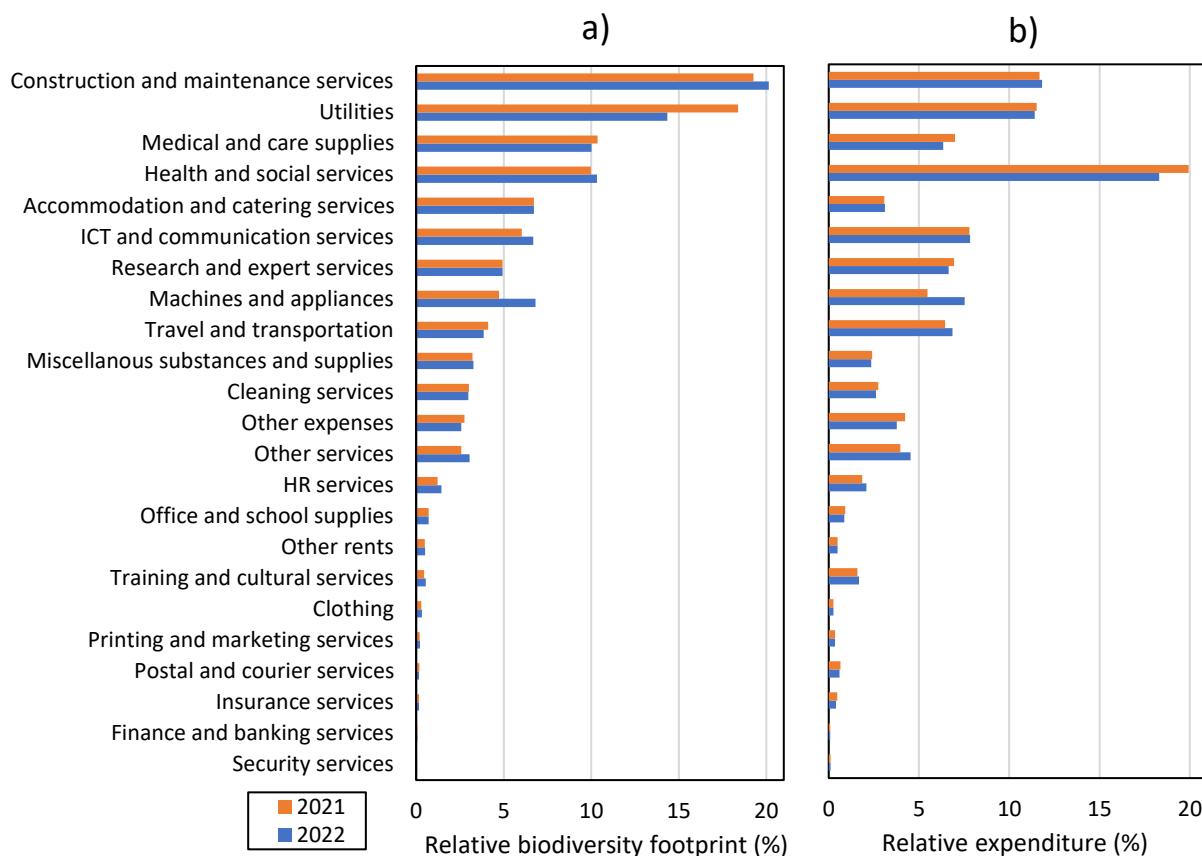 a)
b)
Construction and maintenance services
Utilities
Medical and care supplies
Health and social services
Accommodation and catering services
ICT and communication services
Research and expert services
Machines and appliances
Travel and transportation
Miscellanous substances and supplies
Cleaning services
Other expenses
Other services
HR services
Office and school supplies
Other rents
Training and cultural services
Clothing
Printing and marketing services
Postal and courier services
Insurance services
Finance and banking services
Security services
2021
2022
0 5 10 15 20
Relative biodiversity footprint (%)
0 5 10 15 20
Relative expenditure (%)